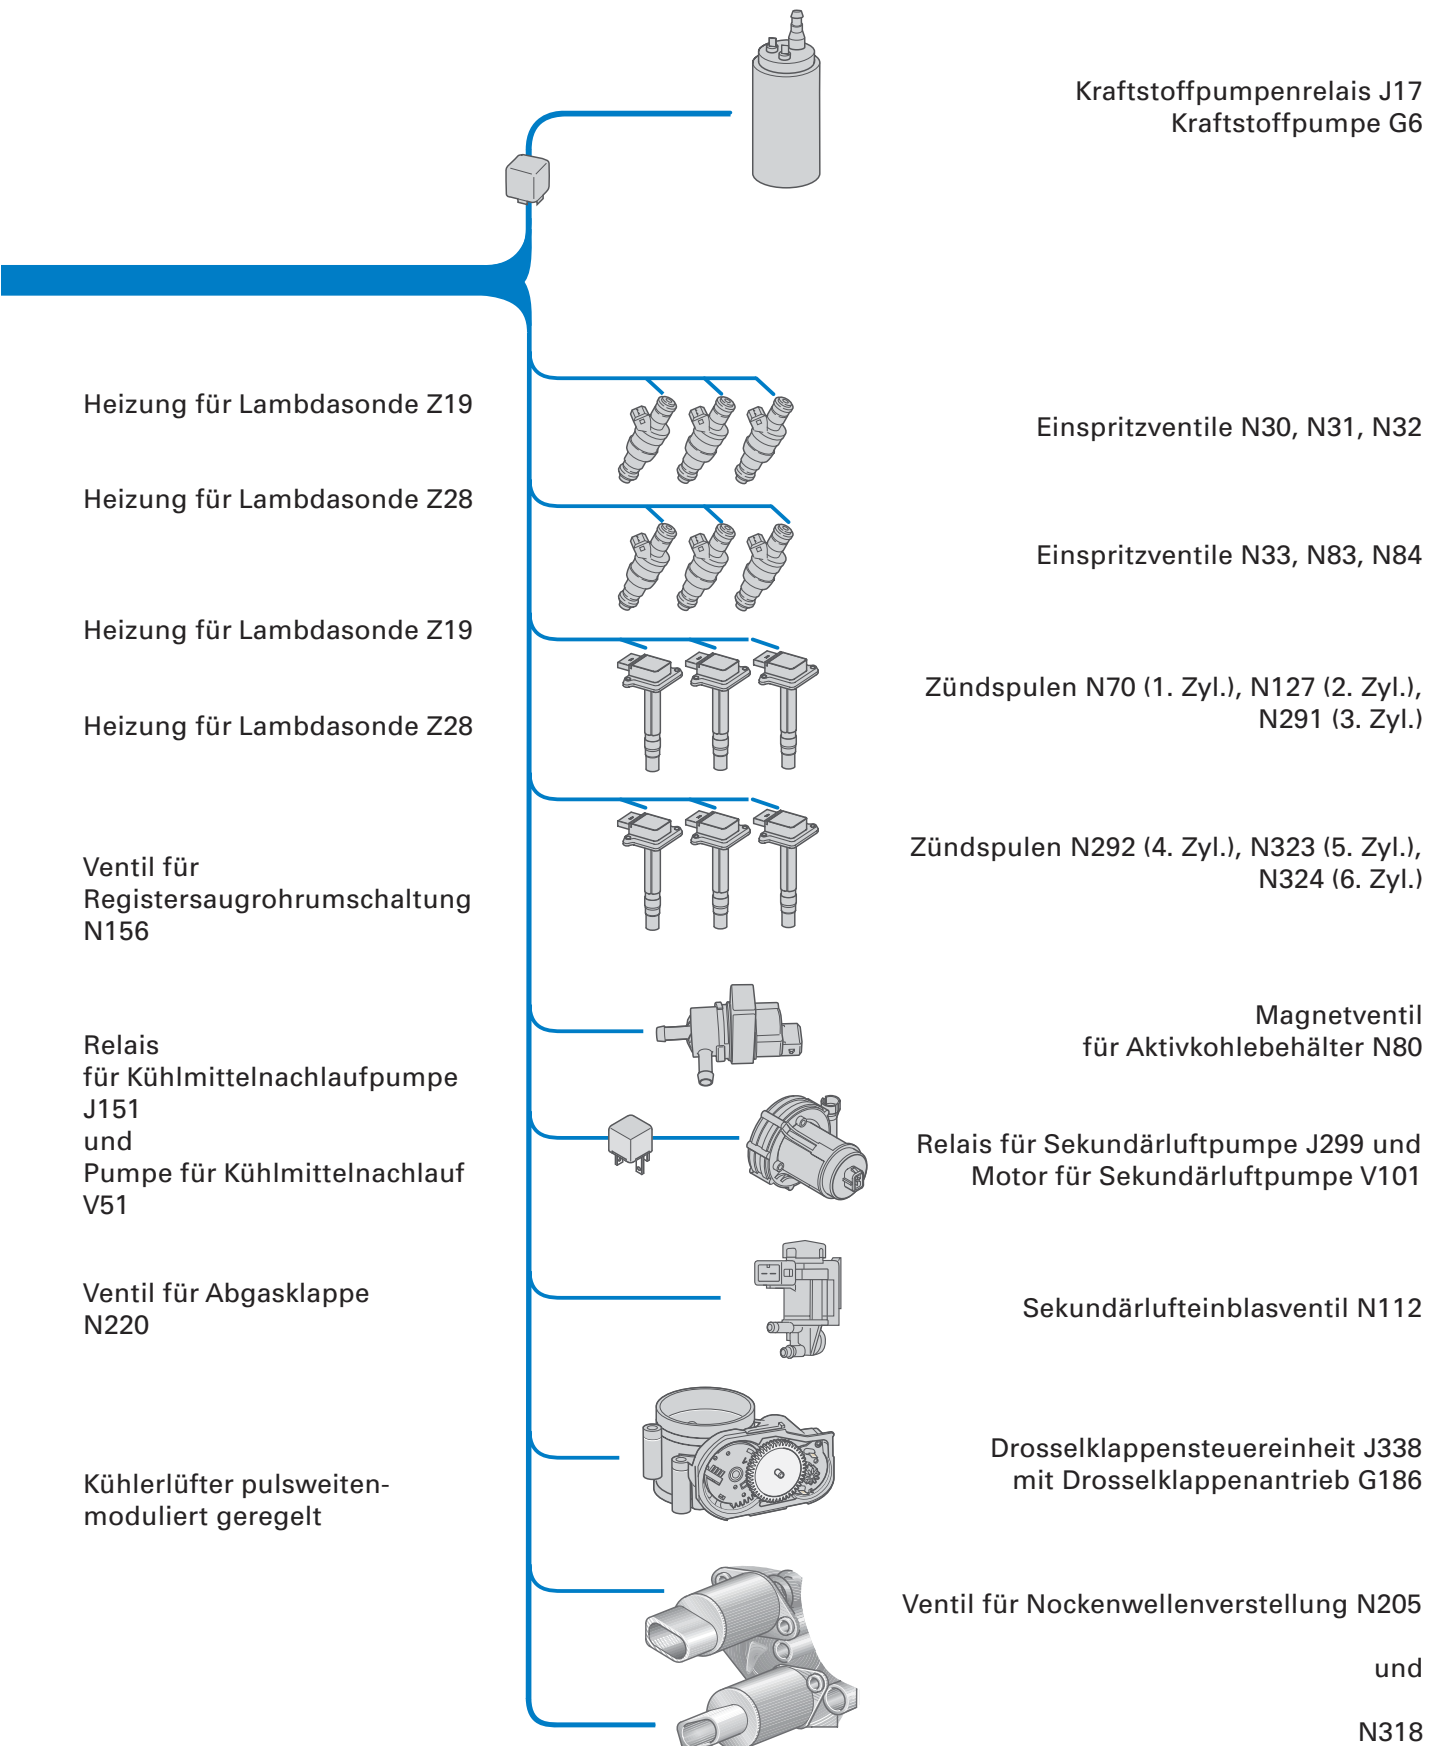 Kraftstoffpumpenrelais J17
Kraftstoffpumpe G6
Heizung für Lambdasonde Z19
Heizung für Lambdasonde Z28
Heizung für Lambdasonde Z19
Heizung für Lambdasonde Z28
Ventil für
Registersaugrohrumschaltung
N156
Relais
für Kühlmittelnachlaufpumpe
J151
und
Pumpe für Kühlmittelnachlauf
V51
Ventil für Abgasklappe
N220
Kühlerlüfter pulsweiten-
moduliert geregelt
Einspritzventile N30, N31, N32
Einspritzventile N33, N83, N84
Zündspulen N70 (1. Zyl.), N127 (2. Zyl.),
N291 (3. Zyl.)
Zündspulen N292 (4. Zyl.), N323 (5. Zyl.),
N324 (6. Zyl.)
Magnetventil
für Aktivkohlebehälter N80
Relais für Sekundärluftpumpe J299 und
Motor für Sekundärluftpumpe V101
Sekundärlufteinblasventil N112
Drosselklappensteuereinheit J338
mit Drosselklappenantrieb G186
Ventil für Nockenwellenverstellung N205
und
N318